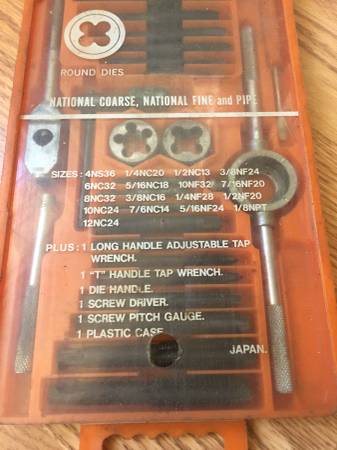 ROUND DIES
NATIONAL COARSE, NATIONAL FINE and PIPE
SIZES : 4NS36 1/4NC20 1/2NC13 3/8NF24
6NC32 5/16NC18 10NF32 7/16NF20
8NC32 3/8NC16 1/4NF28 1/2NF20
10NC24 7/6NC14 5/16NF24 1/8NPT
12NC24
PLUS : 1 LONG HANDLE ADJUSTABLE TAP
WRENCH.
1 "T" HANDLE TAP WRENCH.
1 DIE HANDLE.
1 SCREW DRIVER.
1 SCREW PITCH GAUGE.
1 PLASTIC CASE.
JAPAN.